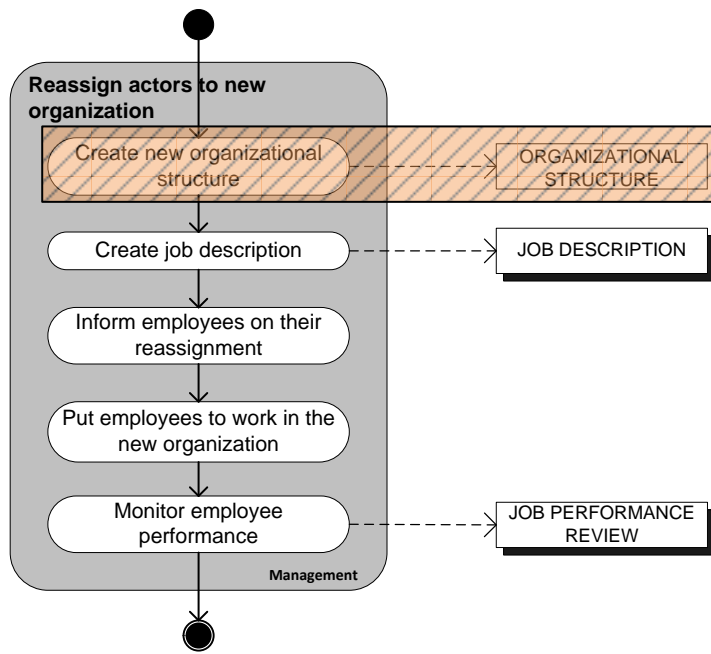 Reassign actors to new
organization
Create new organizational
structure
ORGANIZATIONAL
STRUCTURE
Create job description
JOB DESCRIPTION
Inform employees on their
reassignment
Put employees to work in the
new organization
Monitor employee
performance
JOB PERFORMANCE
REVIEW
Management